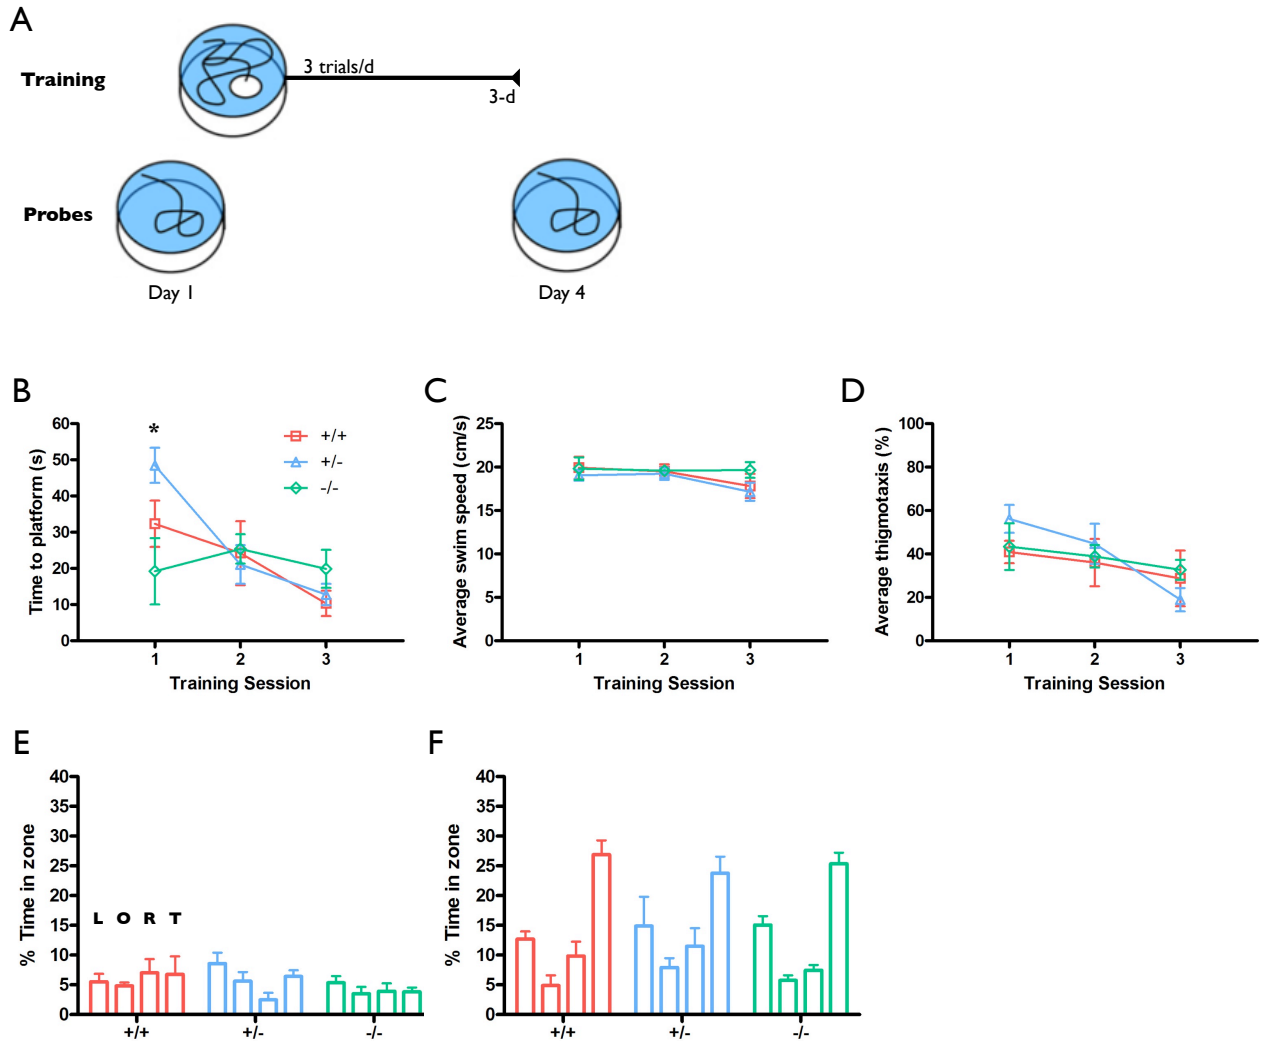 A
Training
3 trials/d
3-d
Probes
Day 1
Day 4
B
60
50
40
30
20
10
0
Time to platform (s)
*
+/+
+/-
-/-
1
2
3
Training Session
C
25
20
15
10
5
0
Average swim speed (cm/s)
1
2
3
Training Session
D
100
80
60
40
20
0
Average thigmotaxis (%)
1
2
3
Training Session
E
40
35
30
25
20
15
10
5
0
% Time in zone
L O R T
+/+
+/-
-/-
F
40
35
30
25
20
15
10
5
0
% Time in zone
+/+
+/-
-/-